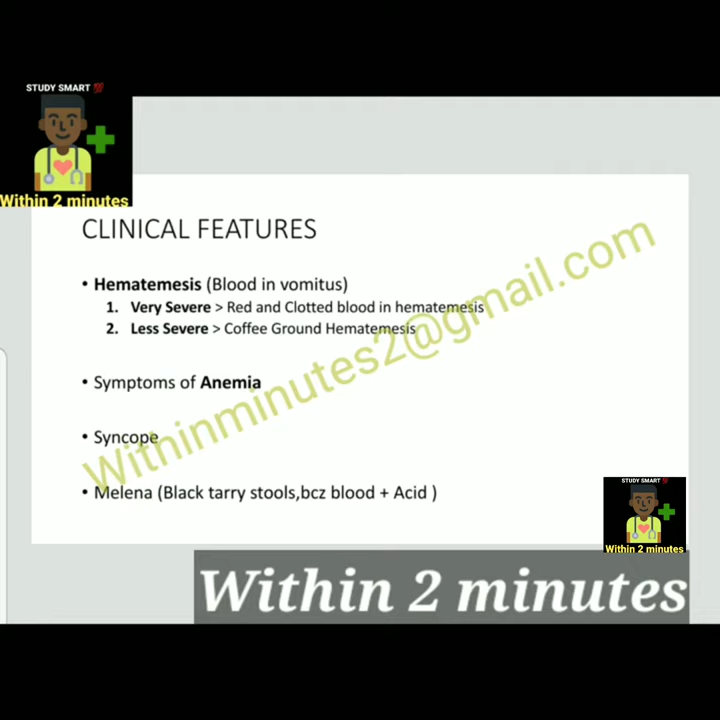 STUDY SMART 💯
Within 2 minutes
CLINICAL FEATURES
• Hematemesis (Blood in vomitus)
1. Very Severe > Red and Clotted blood in hematemesis
2. Less Severe > Coffee Ground Hematemesis
• Symptoms of Anemia
• Syncope
• Melena (Black tarry stools,bcz blood + Acid )
Withinminutes2@gmail.com
STUDY SMART 💯
Within 2 minutes
Within 2 minutes